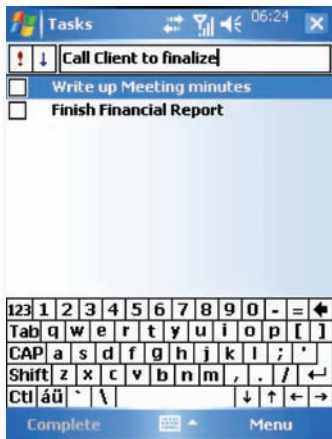 Tasks 06:24
! ↓ Call Client to finalize
Write up Meeting minutes
Finish Financial Report
123 1 2 3 4 5 6 7 8 9 0 - = ←
Tab q w e r t y u i o p [ ]
CAP a s d f g h j k l ; '
Shift z x c v b n m , . / ↵
Ctl áü ` \ ↓ ↑ ← →
Complete Menu